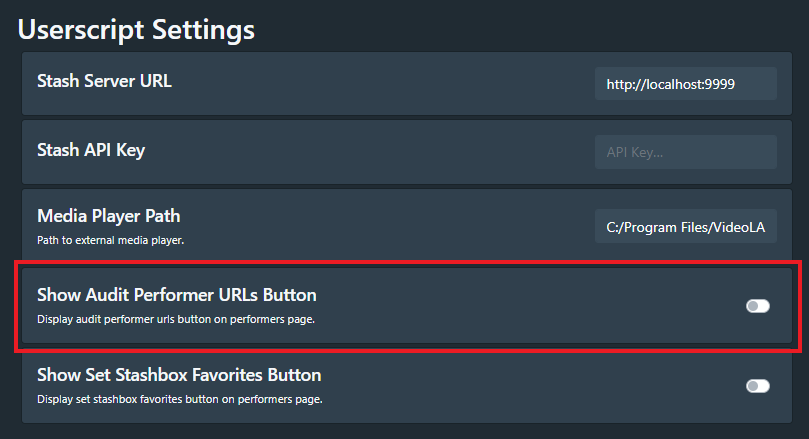 Userscript Settings
Stash Server URL
http://localhost:9999
Stash API Key
API Key...
Media Player Path
Path to external media player.
C:/Program Files/VideoLA
Show Audit Performer URLs Button
Display audit performer urls button on performers page.
Show Set Stashbox Favorites Button
Display set stashbox favorites button on performers page.